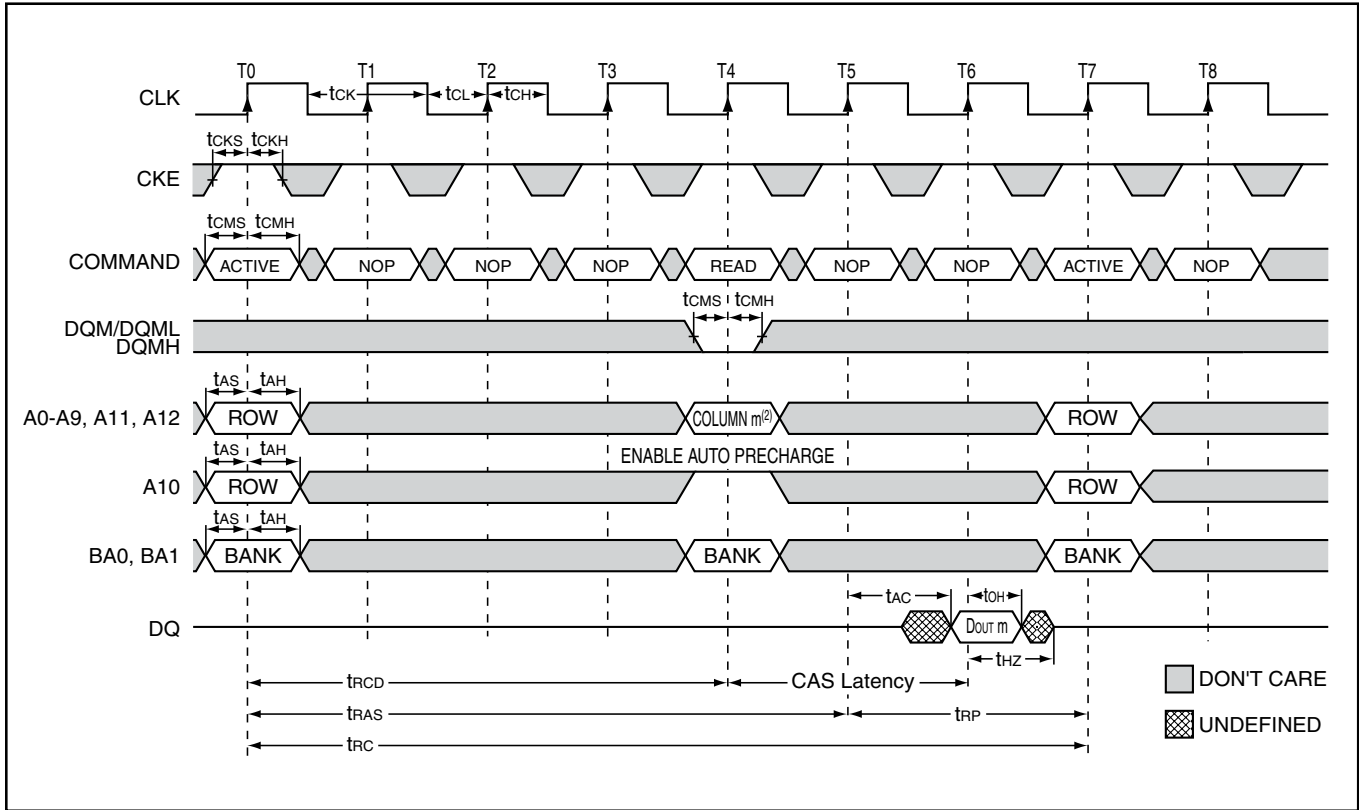 T0 T1 T2 T3 T4 T5 T6 T7 T8
CLK
tCK tCL tCH
tCKS tCKH
CKE
tCMS tCMH
COMMAND ACTIVE NOP NOP NOP READ NOP NOP ACTIVE NOP
tCMS tCMH
DQM/DQML
DQMH
tAS tAH
A0-A9, A11, A12 ROW COLUMN m(2) ROW
ENABLE AUTO PRECHARGE
tAS tAH
A10 ROW ROW
tAS tAH
BA0, BA1 BANK BANK BANK
tAC tOH
DQ DOUT m
tHZ
tRCD CAS Latency
DON'T CARE
tRAS tRP
UNDEFINED
tRC